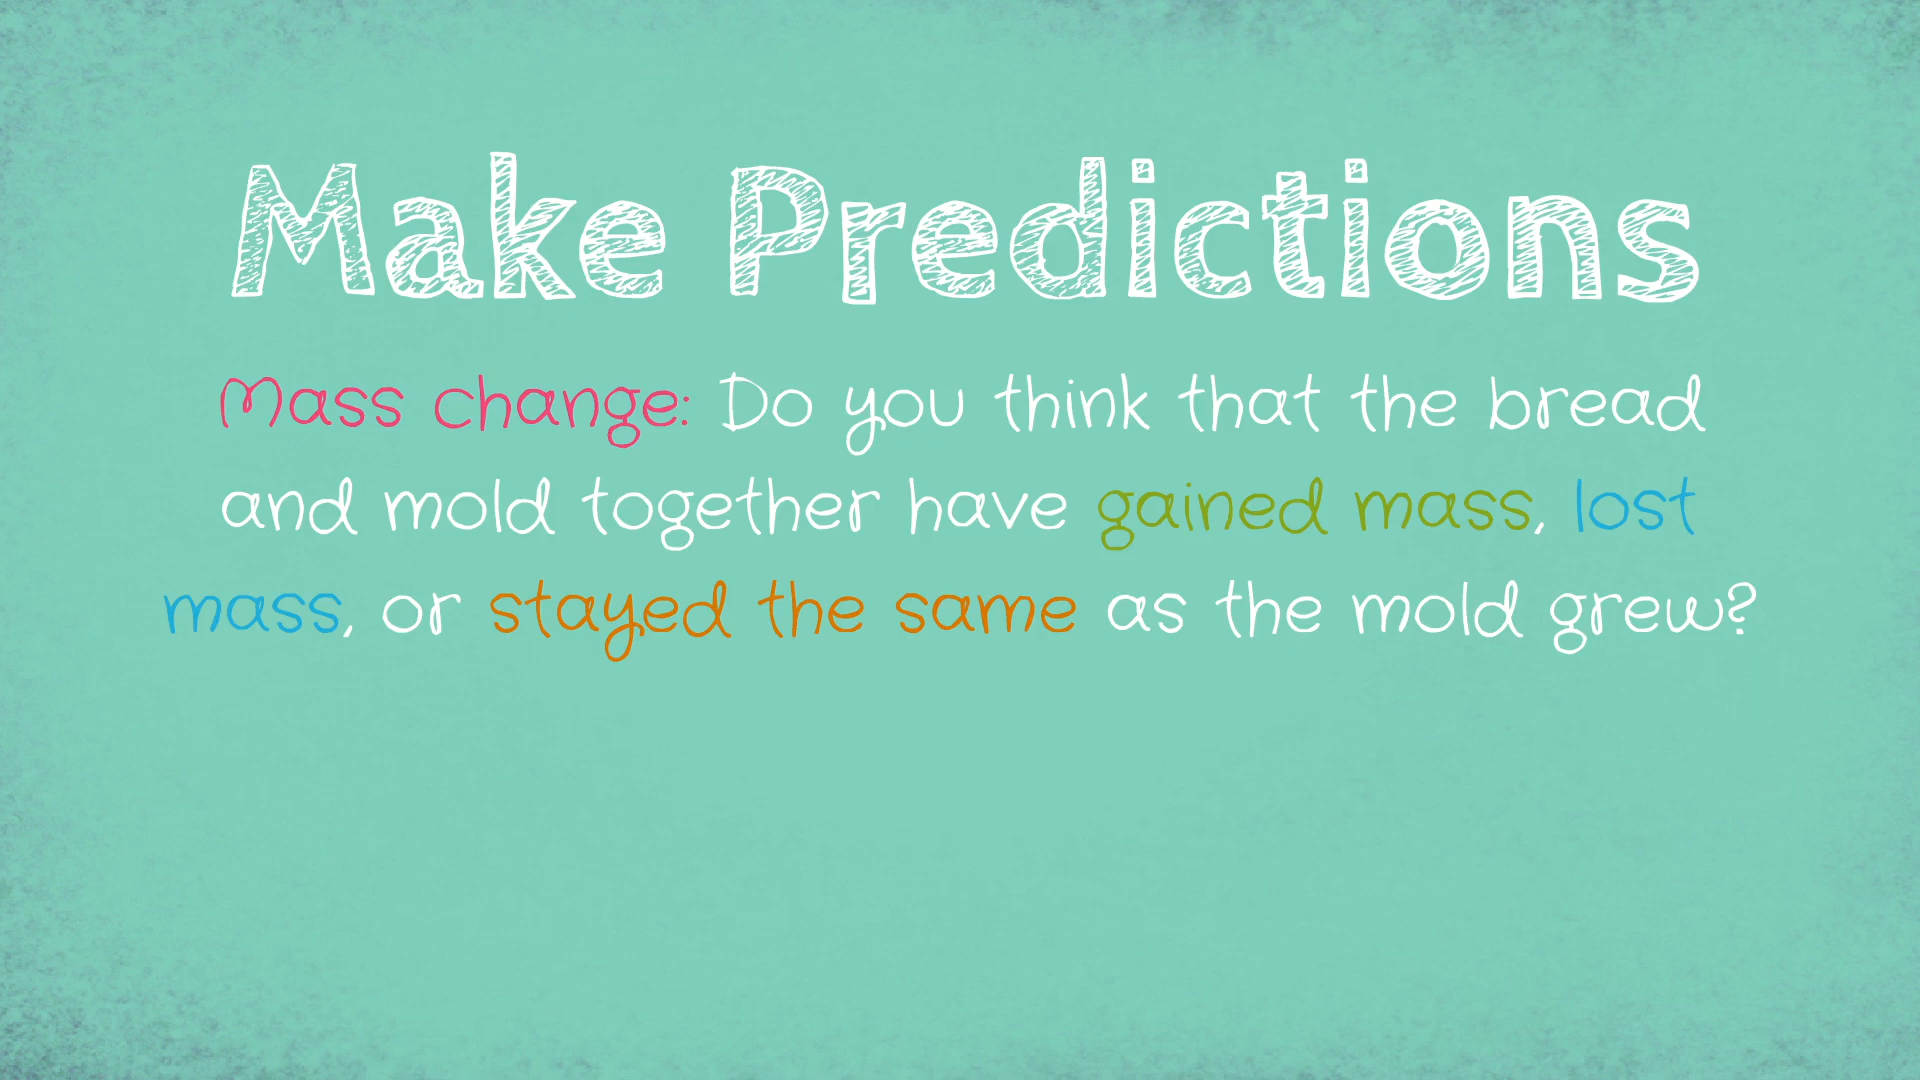 Make Predictions
Mass change: Do you think that the bread
and mold together have gained mass, lost
mass, or stayed the same as the mold grew?